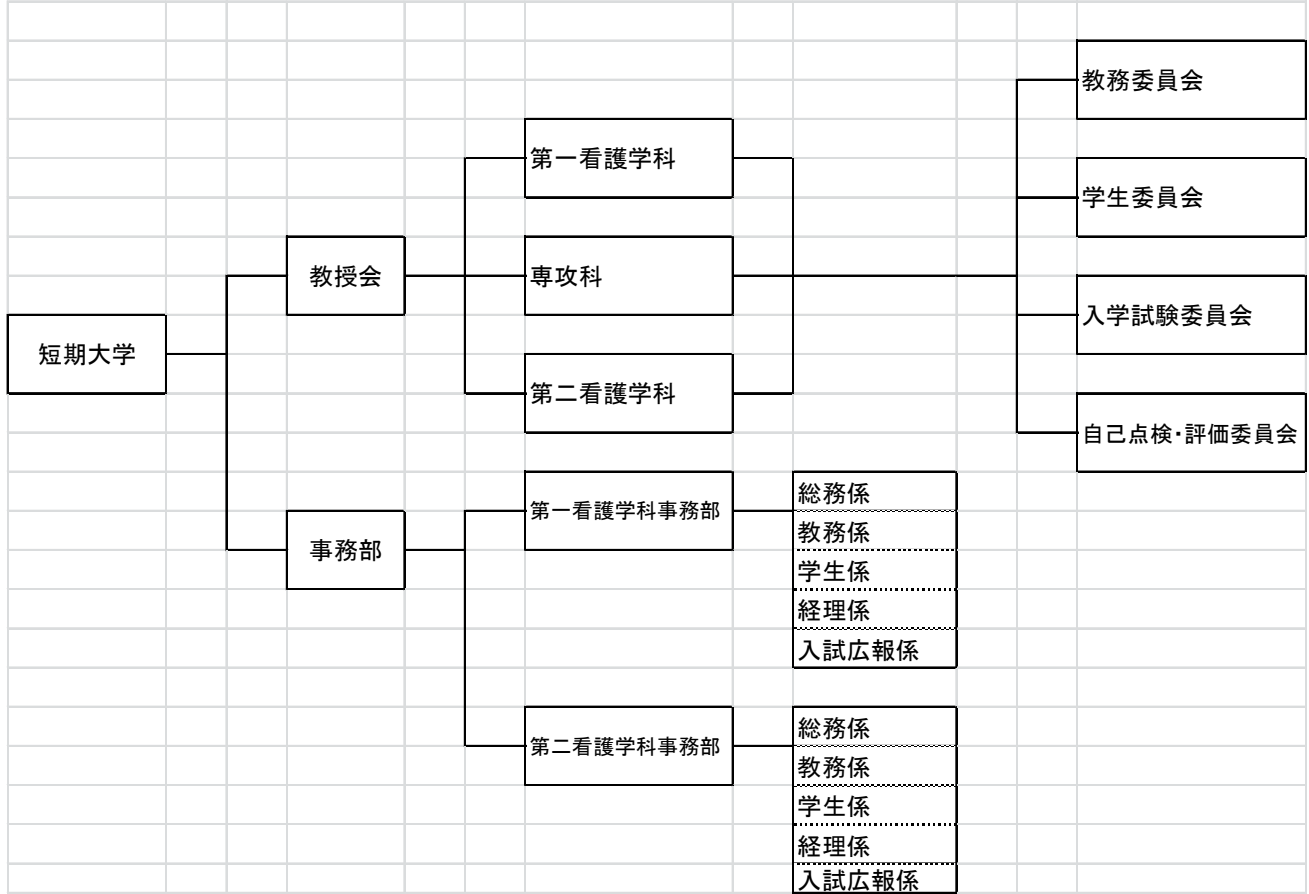 短期大学
教授会
第一看護学科
専攻科
第二看護学科
教務委員会
学生委員会
入学試験委員会
自己点検・評価委員会
事務部
第一看護学科事務部
総務係
教務係
学生係
経理係
入試広報係
第二看護学科事務部
総務係
教務係
学生係
経理係
入試広報係